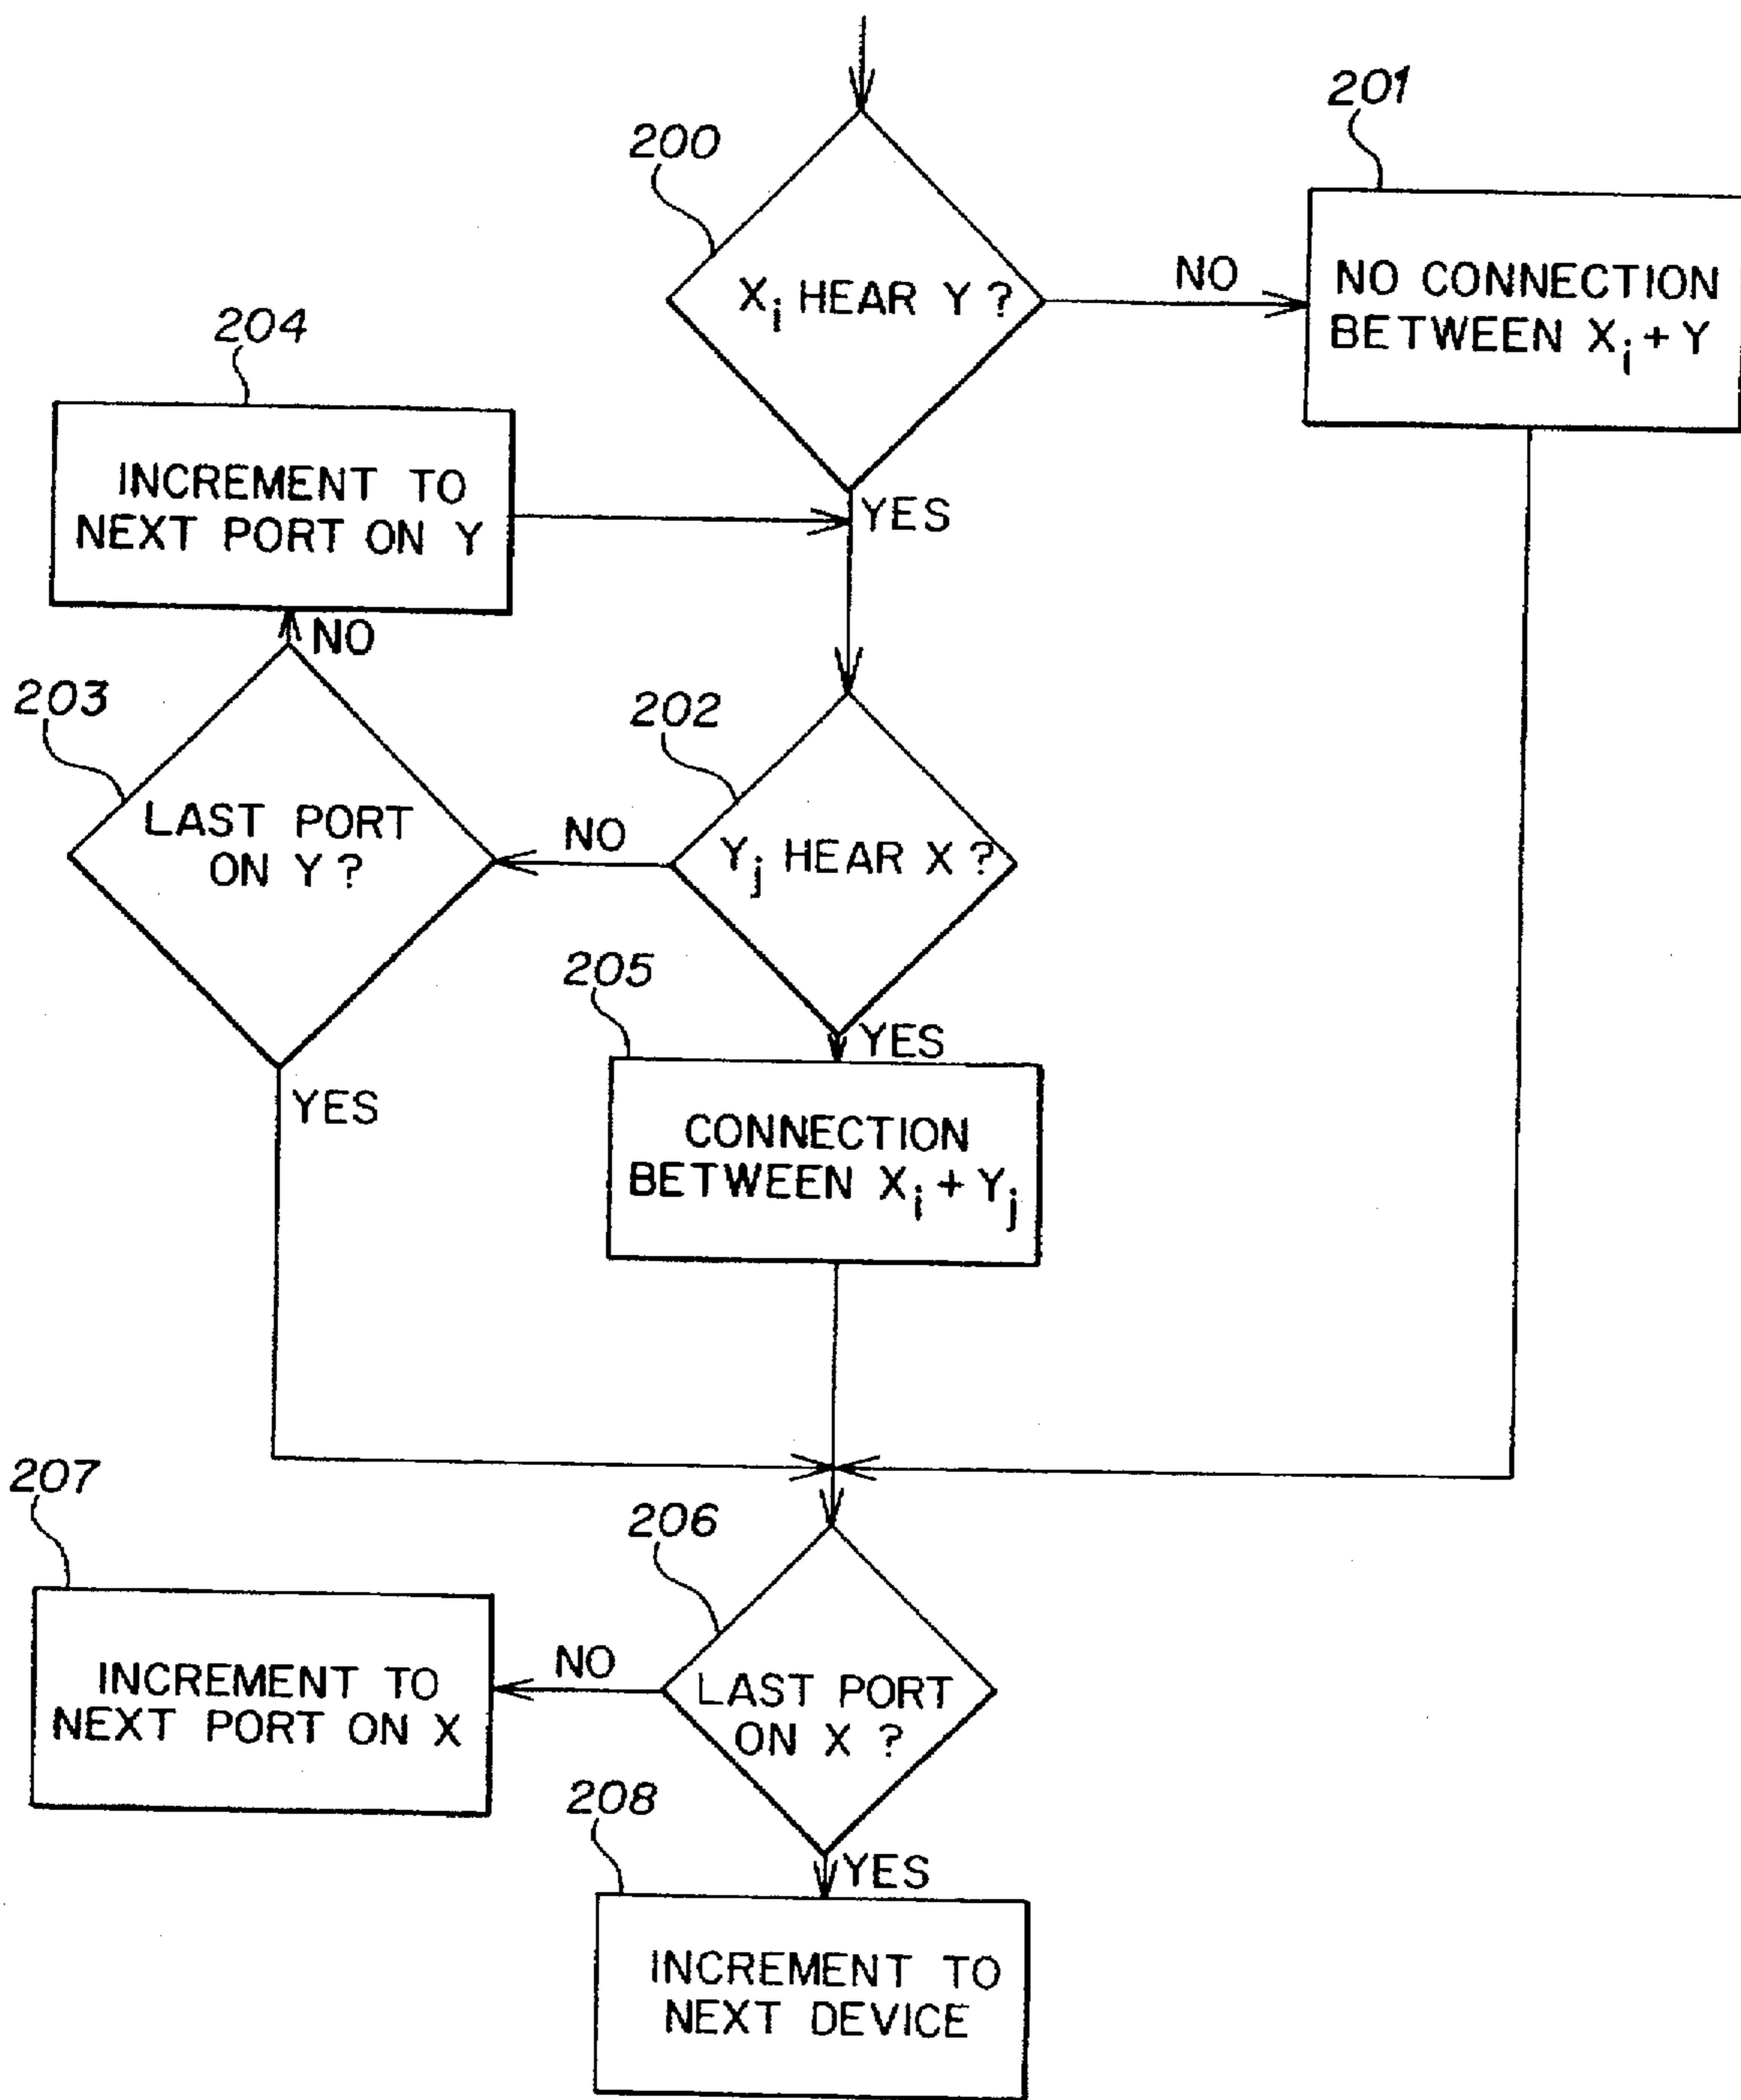 200
201
X_i HEAR Y ?
NO
NO CONNECTION
BETWEEN X_i + Y
204
INCREMENT TO
NEXT PORT ON Y
YES
NO
203
202
LAST PORT
ON Y ?
NO
Y_j HEAR X ?
205
YES
YES
CONNECTION
BETWEEN X_i + Y_j
207
206
INCREMENT TO
NEXT PORT ON X
NO
LAST PORT
ON X ?
208
YES
INCREMENT TO
NEXT DEVICE